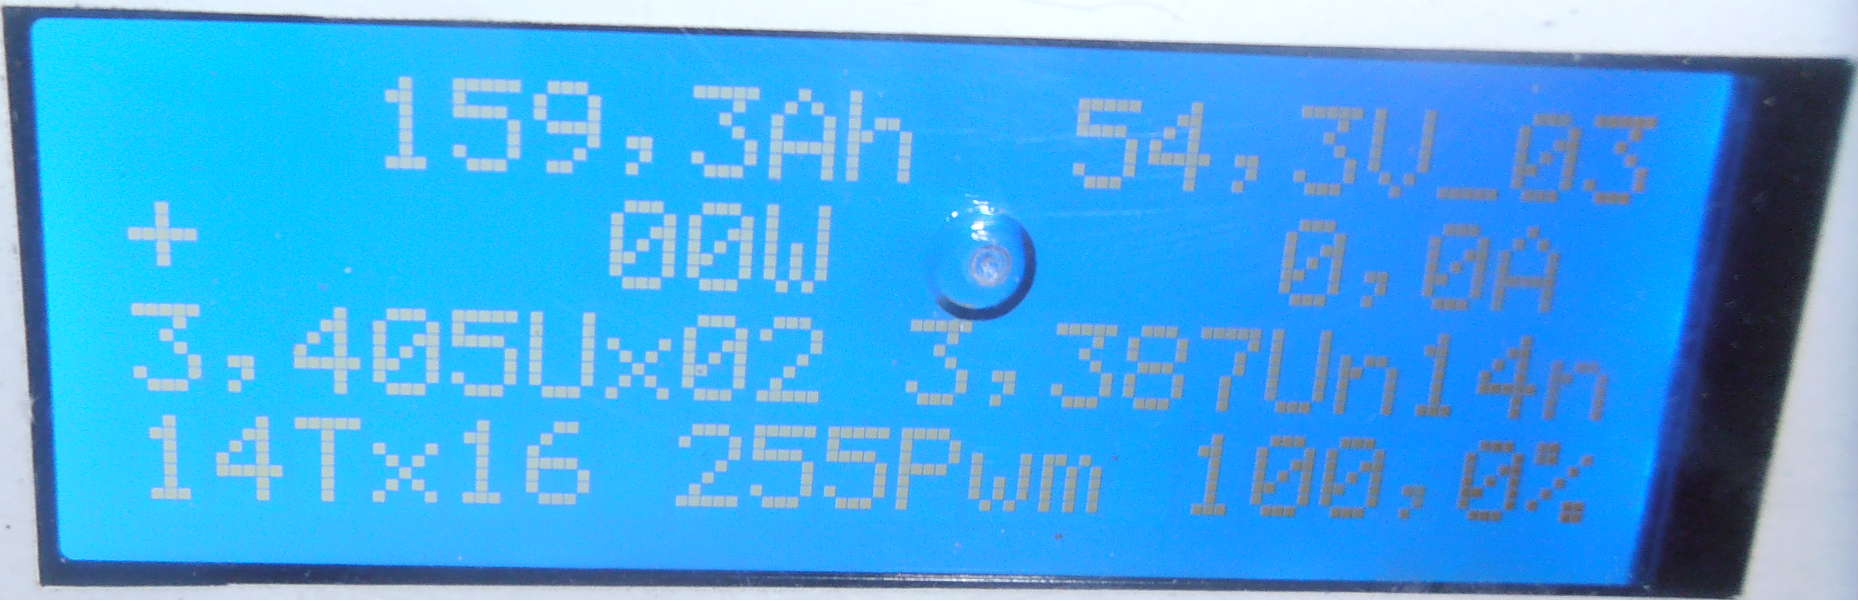 159,3Ah 54,3V_03
+ 00W 0,0A
3,405Ux02 3,387Un14n
14Tx16 255Pwm 100,0%